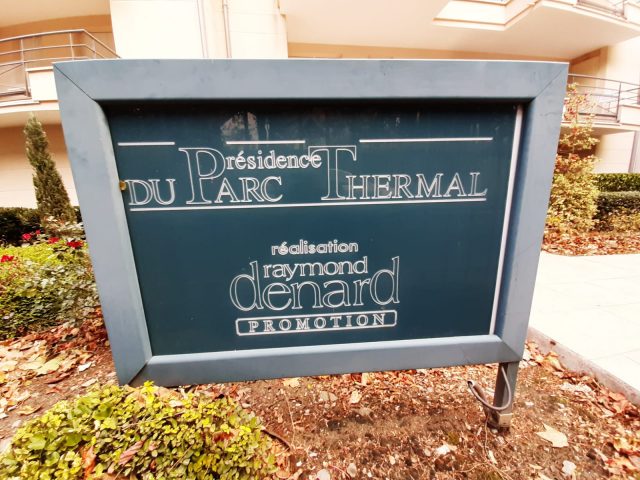 résidence
DU PARC THERMAL
réalisation
raymond
denard
PROMOTION